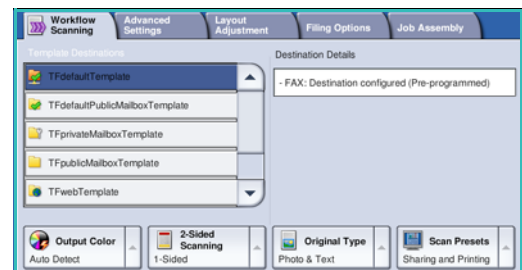 Workflow Scanning
Advanced Settings
Layout Adjustment
Filing Options
Job Assembly
Template Destinations
Destination Details
TFdefaultTemplate
- FAX: Destination configured (Pre-programmed)
TFdefaultPublicMailboxTemplate
TFprivateMailboxTemplate
TFpublicMailboxTemplate
TFwebTemplate
Output Color
Auto Detect
2-Sided Scanning
1-Sided
Original Type
Photo & Text
Scan Presets
Sharing and Printing